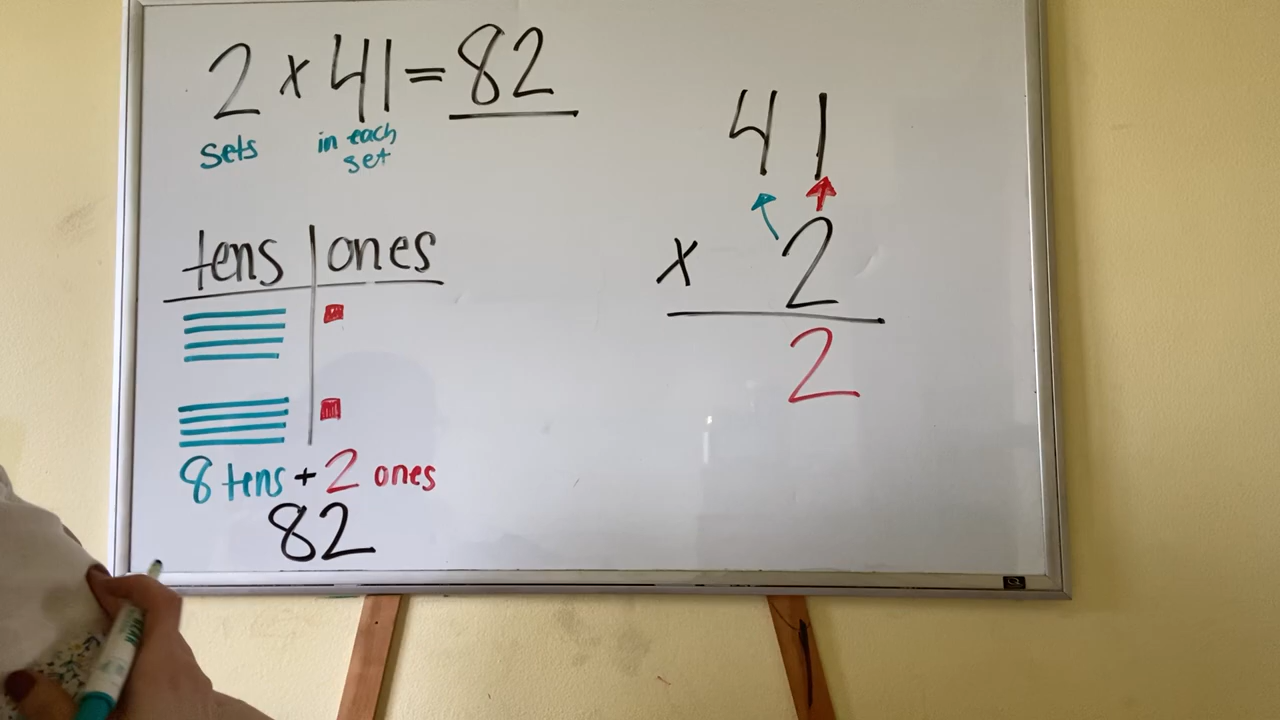 2 × 41 = 82
sets in each
set
tens ones
8 tens + 2 ones
82
41
× 2
2